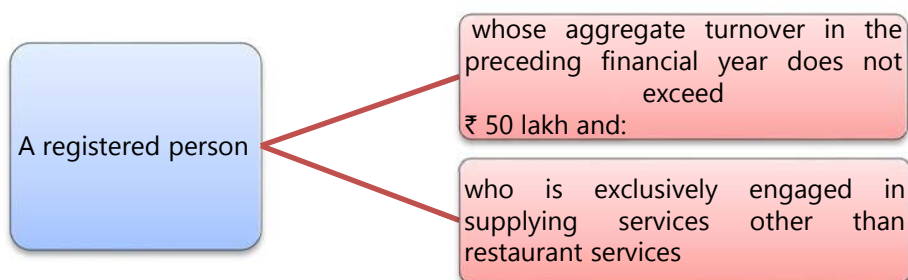 A registered person
whose aggregate turnover in the
preceding financial year does not
exceed
₹ 50 lakh and:
who is exclusively engaged in
supplying services other than
restaurant services